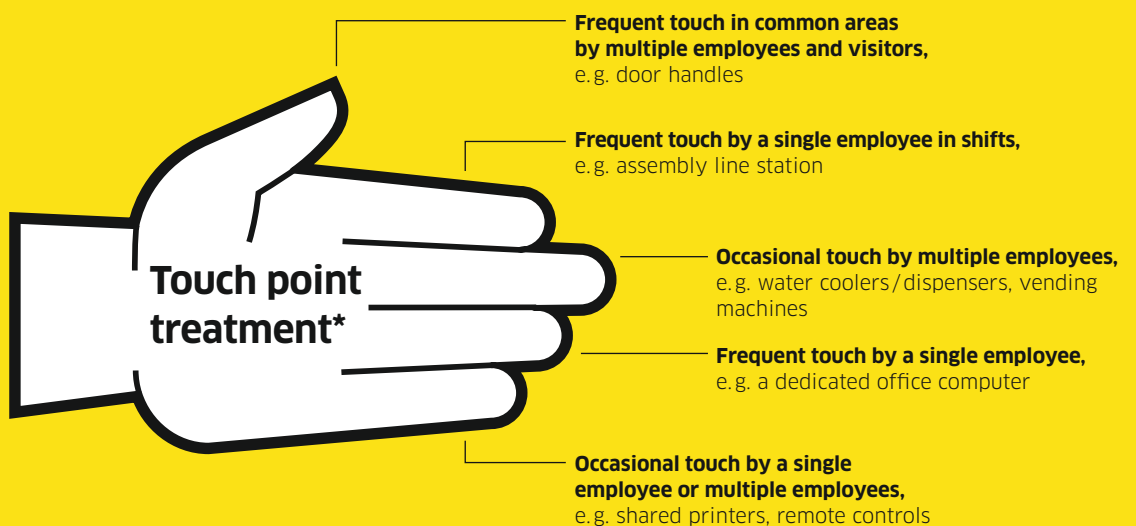 Frequent touch in common areas
by multiple employees and visitors,
e. g. door handles
Frequent touch by a single employee in shifts,
e. g. assembly line station
Touch point
treatment*
Occasional touch by multiple employees,
e. g. water coolers / dispensers, vending
machines
Frequent touch by a single employee,
e. g. a dedicated office computer
Occasional touch by a single
employee or multiple employees,
e. g. shared printers, remote controls